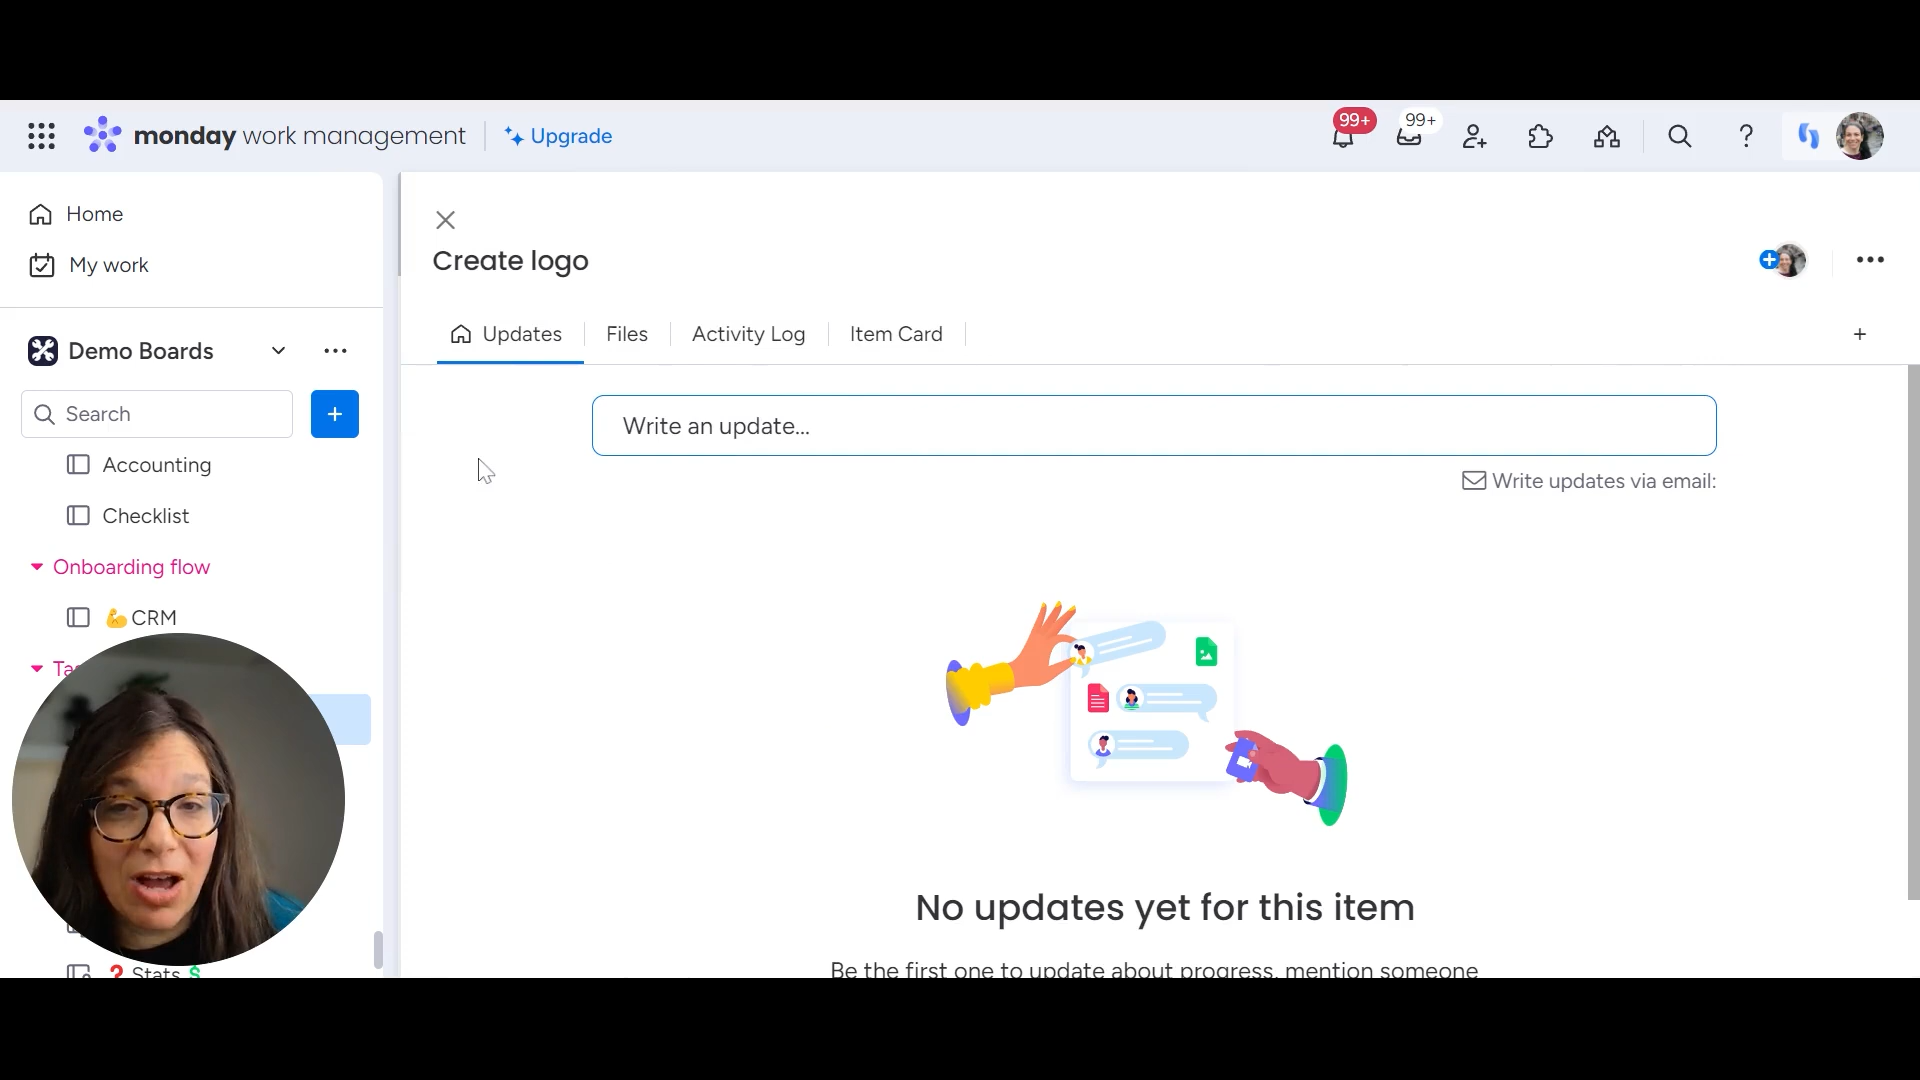 monday work management
Upgrade
99+
99+
Home
My work
Demo Boards
Search
Accounting
Checklist
Onboarding flow
CRM
Stats
Create logo
Updates
Files
Activity Log
Item Card
Write an update...
Write updates via email:
No updates yet for this item
Be the first one to update about progress, mention someone